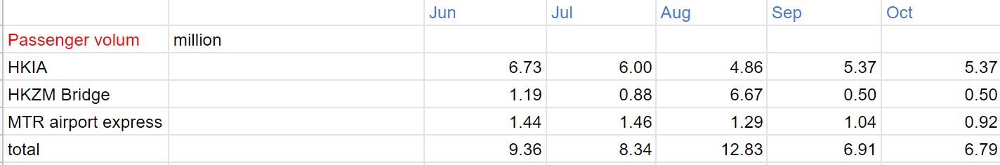 Jun Jul Aug Sep Oct
Passenger volum million
HKIA 6.73 6.00 4.86 5.37 5.37
HKZM Bridge 1.19 0.88 6.67 0.50 0.50
MTR airport express 1.44 1.46 1.29 1.04 0.92
total 9.36 8.34 12.83 6.91 6.79